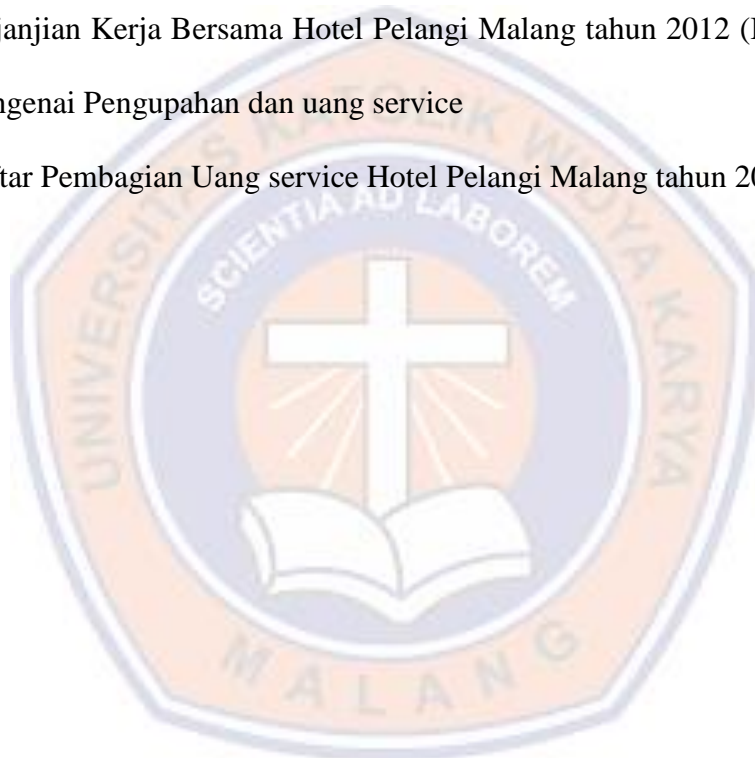 janjian Kerja Bersama Hotel Pelangi Malang tahun 2012 (
ngenai Pengupahan dan uang service
tar Pembagian Uang service Hotel Pelangi Malang tahun 20
UNIVERSITAS KATOLIK WIDYA KARYA
SCIENTIA AD LABOREM
MALANG